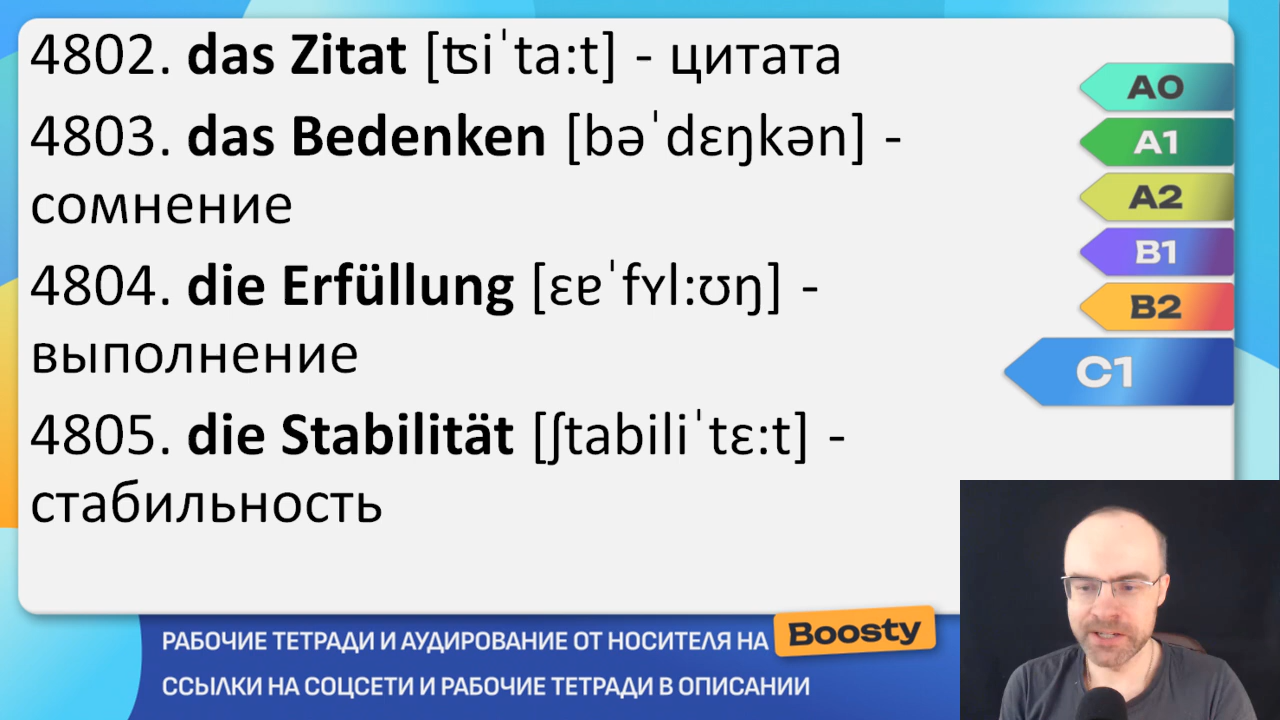 4802. das Zitat [ʦiˈta:t] - цитата
4803. das Bedenken [bəˈdɛŋkən] -
сомнение
4804. die Erfüllung [ɛɐˈfʏl:ʊŋ] -
выполнение
4805. die Stabilität [ʃtabiliˈtɛ:t] -
стабильность
A0
A1
A2
B1
B2
C1
РАБОЧИЕ ТЕТРАДИ И АУДИРОВАНИЕ ОТ НОСИТЕЛЯ НА Boosty
ССЫЛКИ НА СОЦСЕТИ И РАБОЧИЕ ТЕТРАДИ В ОПИСАНИИ